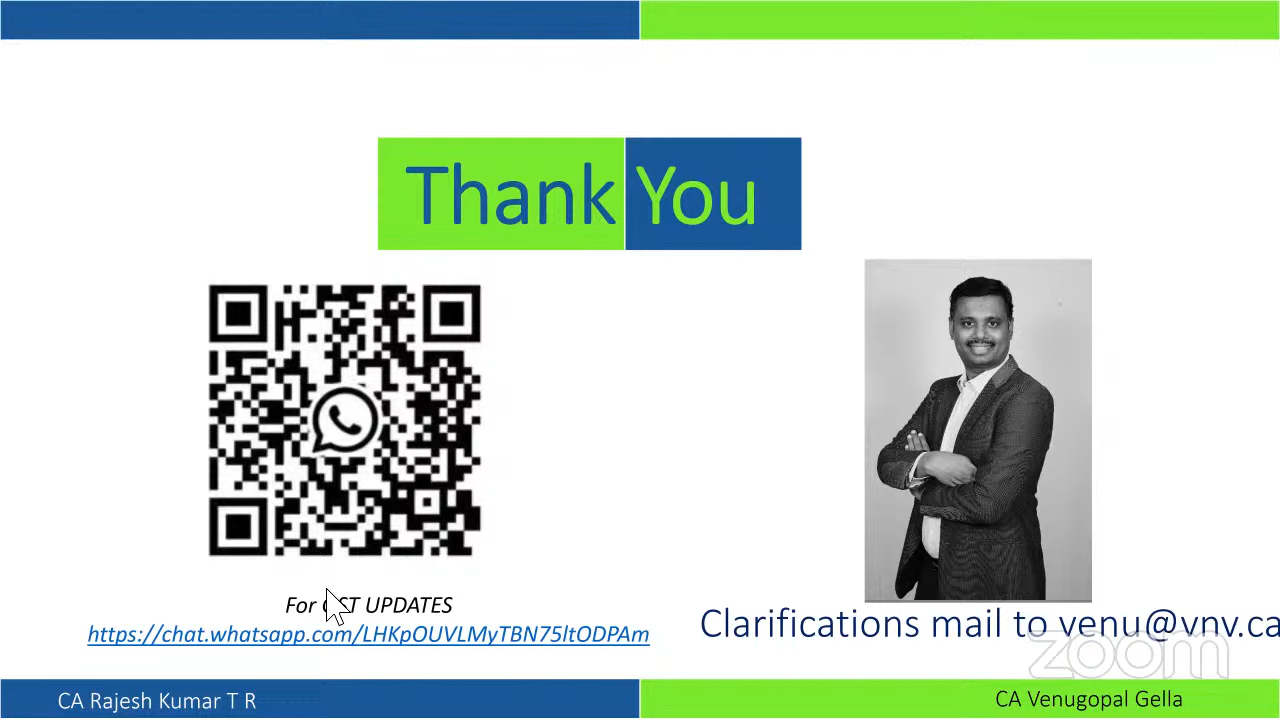 Thank You
For GST UPDATES
https://chat.whatsapp.com/LHKpOUVLMyTBN75ltODPAm
Clarifications mail to venu@vnv.ca
zoom
CA Rajesh Kumar T R
CA Venugopal Gella